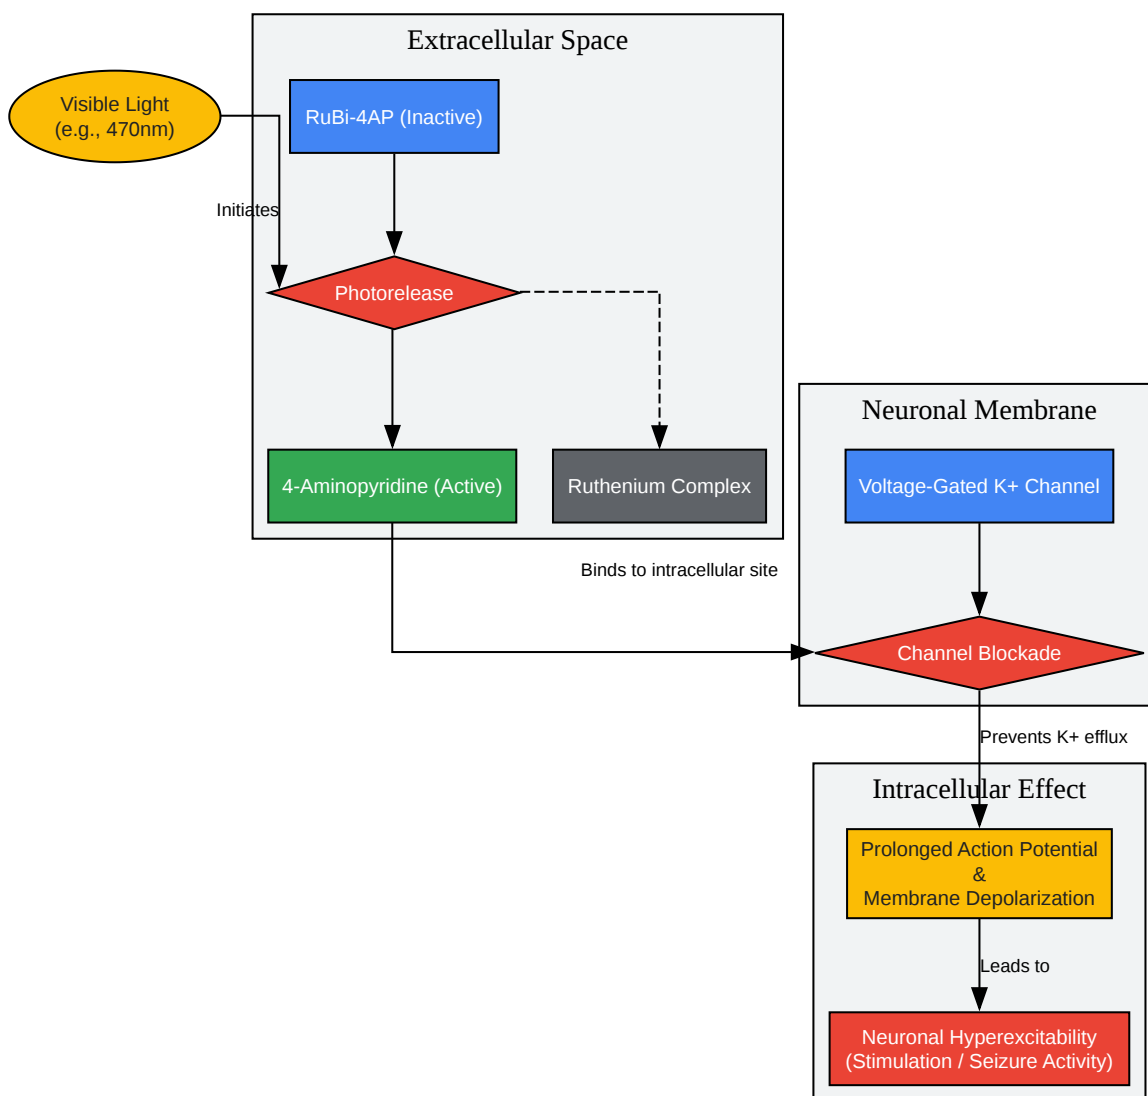 Extracellular Space
Visible Light
(e.g., 470nm)
RuBi-4AP (Inactive)
Initiates
Photorelease
4-Aminopyridine (Active)
Ruthenium Complex
Binds to intracellular site
Neuronal Membrane
Voltage-Gated K+ Channel
Channel Blockade
Prevents K+ efflux
Intracellular Effect
Prolonged Action Potential
&
Membrane Depolarization
Leads to
Neuronal Hyperexcitability
(Stimulation / Seizure Activity)